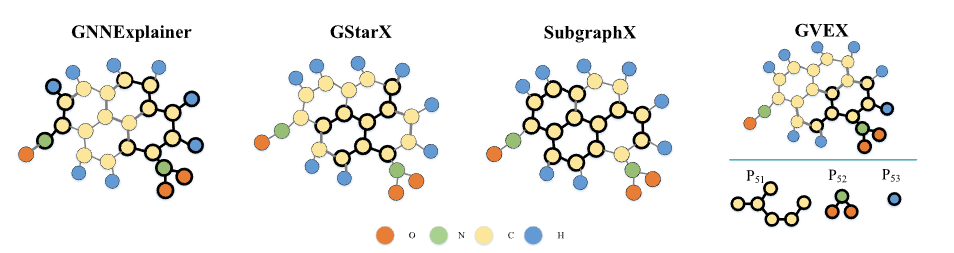 GNNExplainer
GStarX
SubgraphX
GVEX
P51
P52
P53
O
N
C
H